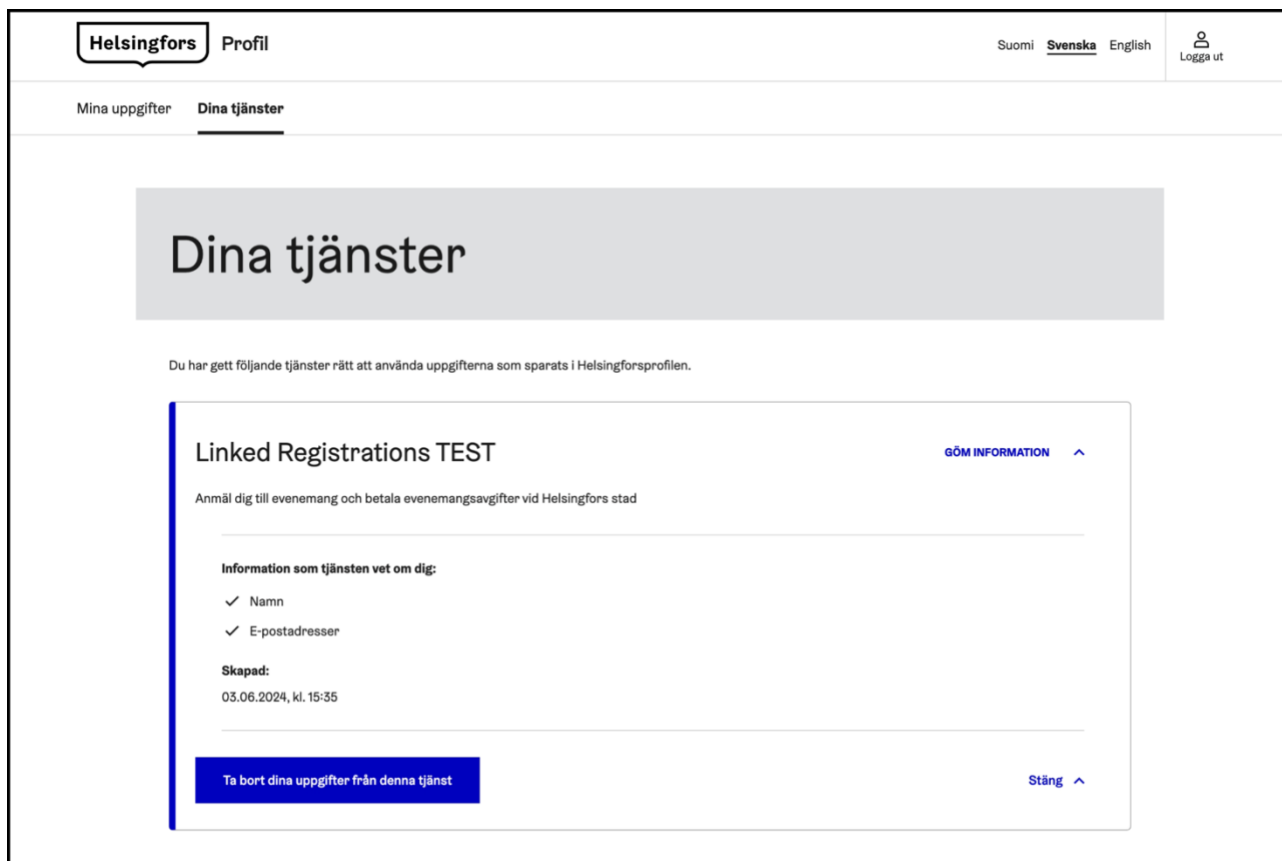 Helsingfors Profil
Suomi Svenska English
Logga ut
Mina uppgifter Dina tjänster
Dina tjänster
Du har gett följande tjänster rätt att använda uppgifterna som sparats i Helsingforsprofilen.
Linked Registrations TEST
GÖM INFORMATION
Anmäl dig till evenemang och betala evenemangsavgifter vid Helsingfors stad
Information som tjänsten vet om dig:
Namn
E-postadresser
Skapad:
03.06.2024, kl. 15:35
Ta bort dina uppgifter från denna tjänst
Stäng